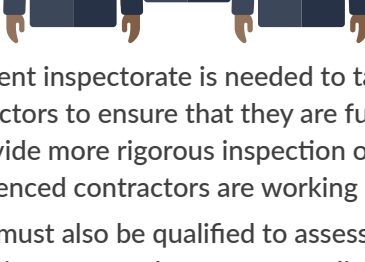 ent inspectorate is needed to ta
ctors to ensure that they are fu
vide more rigorous inspection o
enced contractors are working
must also be qualified to assess